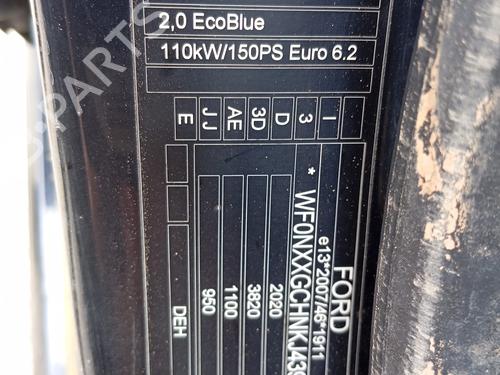 2,0 EcoBlue
110kW/150PS Euro 6.2
FORD
e13*2007/46*1911
* WF0NXXGCHNKJ439
2020
3820
1100
950
DEH
I
3
D
3D
AE
JJ
E